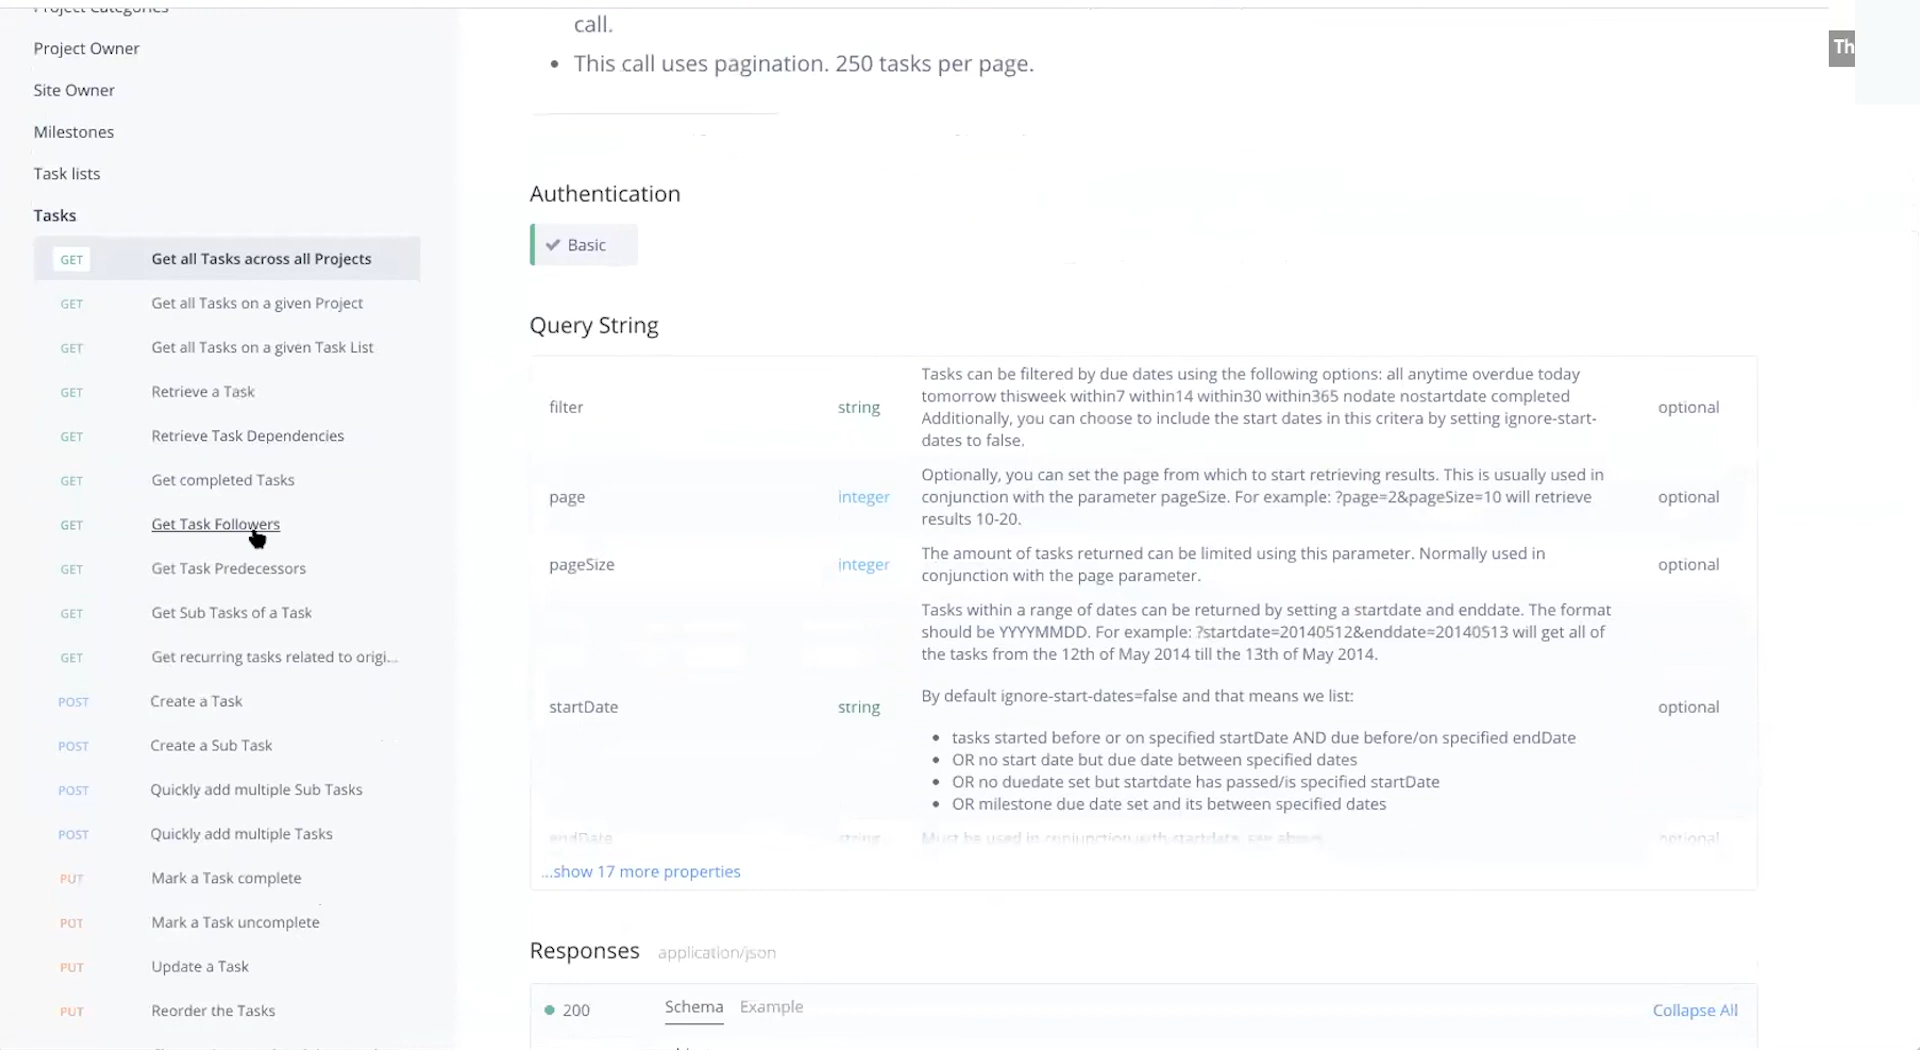 Project Categories
Project Owner
Site Owner
Milestones
Task lists
Tasks
GET Get all Tasks across all Projects
GET Get all Tasks on a given Project
GET Get all Tasks on a given Task List
GET Retrieve a Task
GET Retrieve Task Dependencies
GET Get completed Tasks
GET Get Task Followers
GET Get Task Predecessors
GET Get Sub Tasks of a Task
GET Get recurring tasks related to origi...
POST Create a Task
POST Create a Sub Task
POST Quickly add multiple Sub Tasks
POST Quickly add multiple Tasks
PUT Mark a Task complete
PUT Mark a Task uncomplete
PUT Update a Task
PUT Reorder the Tasks
call.
• This call uses pagination. 250 tasks per page.
Th
Authentication
Basic
Query String
filter string optional
Tasks can be filtered by due dates using the following options: all anytime overdue today
tomorrow thisweek within7 within14 within30 within365 nodate nostartdate completed
Additionally, you can choose to include the start dates in this critera by setting ignore-start-
dates to false.
page integer optional
Optionally, you can set the page from which to start retrieving results. This is usually used in
conjunction with the parameter pageSize. For example: ?page=2&pageSize=10 will retrieve
results 10-20.
pageSize integer optional
The amount of tasks returned can be limited using this parameter. Normally used in
conjunction with the page parameter.
startDate string optional
Tasks within a range of dates can be returned by setting a startdate and enddate. The format
should be YYYYMMDD. For example: ?startdate=20140512&enddate=20140513 will get all of
the tasks from the 12th of May 2014 till the 13th of May 2014.
By default ignore-start-dates=false and that means we list:
• tasks started before or on specified startDate AND due before/on specified endDate
• OR no start date but due date between specified dates
• OR no duedate set but startdate has passed/is specified startDate
• OR milestone due date set and its between specified dates
endDate string Must be used in conjunction with startdate, see above optional
...show 17 more properties
Responses application/json
200 Schema Example Collapse All